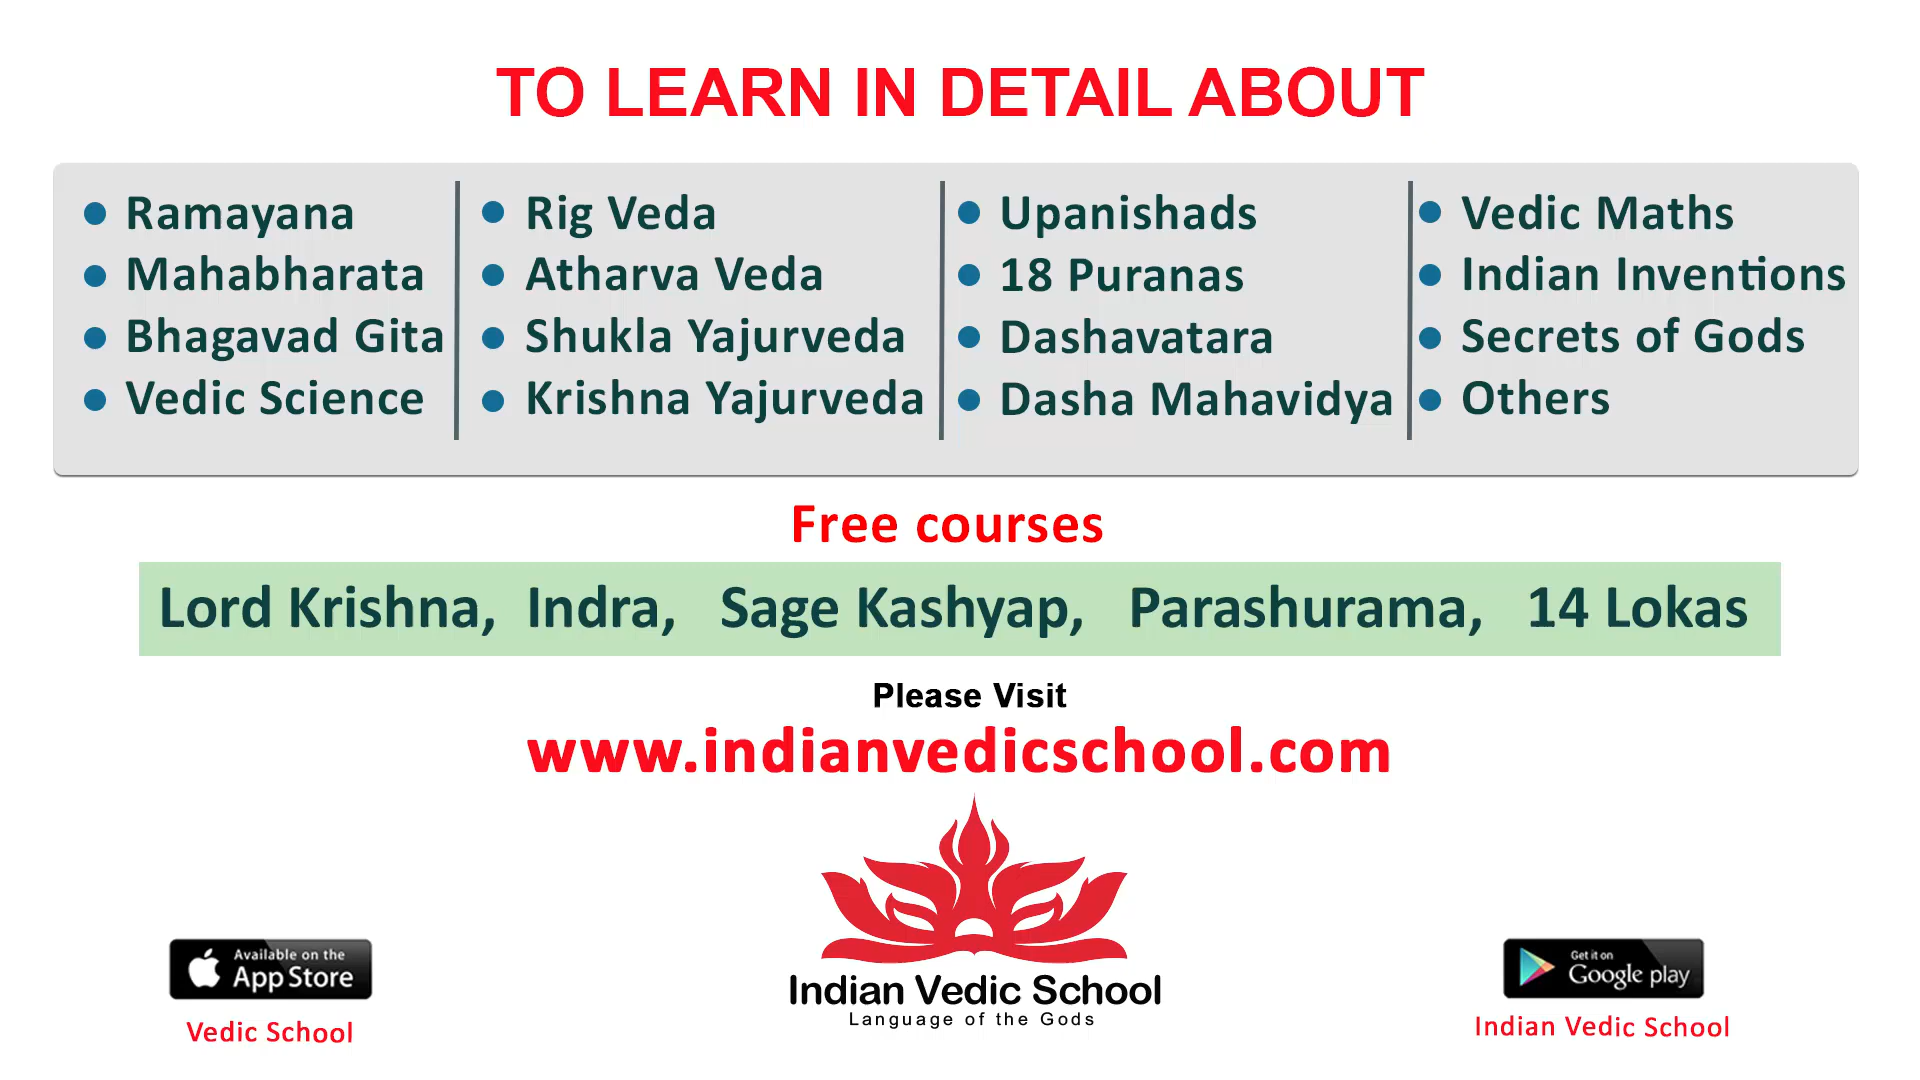 TO LEARN IN DETAIL ABOUT
Ramayana
Mahabharata
Bhagavad Gita
Vedic Science
Rig Veda
Atharva Veda
Shukla Yajurveda
Krishna Yajurveda
Upanishads
18 Puranas
Dashavatara
Dasha Mahavidya
Vedic Maths
Indian Inventions
Secrets of Gods
Others
Free courses
Lord Krishna, Indra, Sage Kashyap, Parashurama, 14 Lokas
Please Visit
www.indianvedicschool.com
Indian Vedic School
Language of the Gods
Available on the
App Store
Vedic School
Get it on
Google play
Indian Vedic School